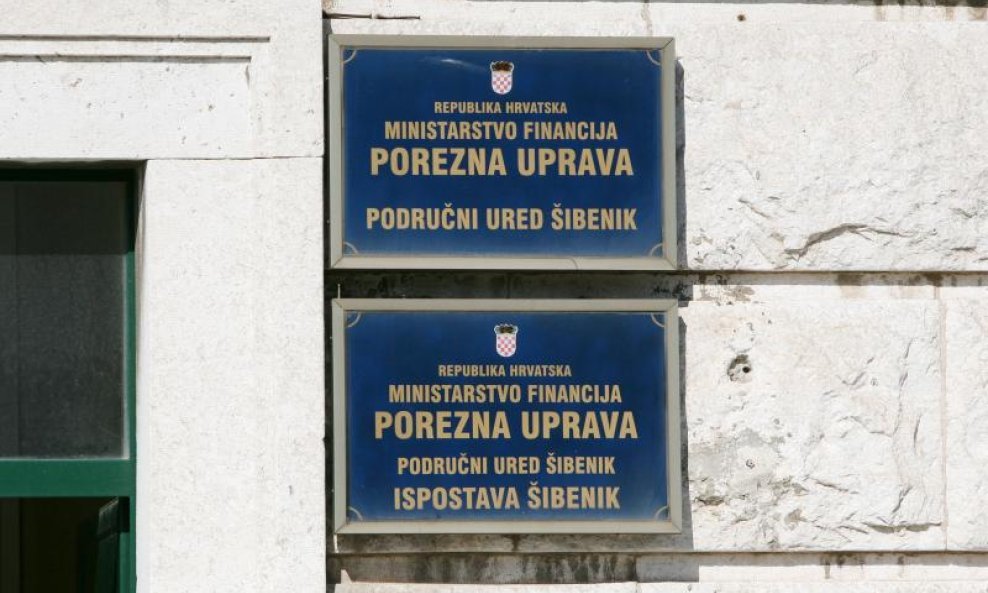 REPUBLIKA HRVATSKA
MINISTARSTVO FINANCIJA
POREZNA UPRAVA
PODRUČNI URED ŠIBENIK
REPUBLIKA HRVATSKA
MINISTARSTVO FINANCIJA
POREZNA UPRAVA
PODRUČNI URED ŠIBENIK
ISPOSTAVA ŠIBENIK